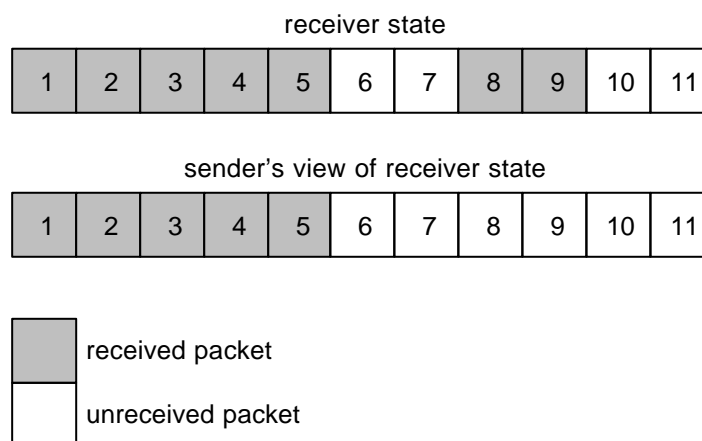 receiver state
1 2 3 4 5 6 7 8 9 10 11
sender's view of receiver state
1 2 3 4 5 6 7 8 9 10 11
received packet
unreceived packet